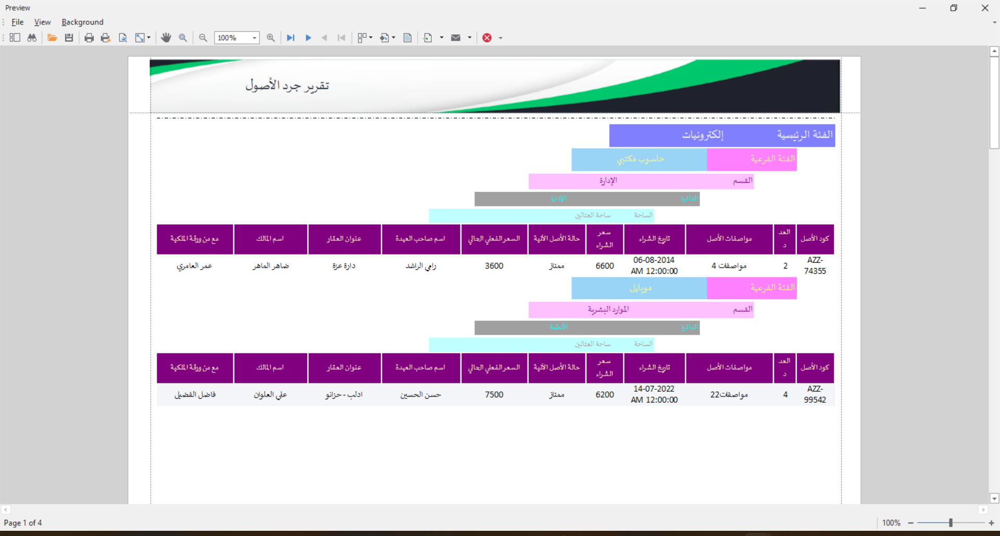 Preview
File View Background
100%
تقرير جرد الأصول
الفئة الرئيسية إلكترونيات
الفئة الفرعية حاسوب مكتبي
القسم الإدارة
الدائرة الإدارة
الساحة ساحة العتالين
كود الأصل العدد مواصفات الأصل تاريخ الشراء سعر الشراء حالة الأصل الآنية السعر الفعلي الحالي اسم صاحب العهدة عنوان العقار اسم المالك مع من ورقة الملكية
AZZ-74355 2 مواصفات 4 06-08-2014 AM 12:00:00 6600 ممتاز 3600 رامي الراشد دارة عزة ضاهر الماهر عمر العامري
الفئة الفرعية موبايل
القسم الموارد البشرية
الدائرة الأنظمة
الساحة ساحة العتالين
كود الأصل العدد مواصفات الأصل تاريخ الشراء سعر الشراء حالة الأصل الآنية السعر الفعلي الحالي اسم صاحب العهدة عنوان العقار اسم المالك مع من ورقة الملكية
AZZ-99542 4 مواصفات22 14-07-2022 AM 12:00:00 6200 ممتاز 7500 حسن الحسين ادلب - حزانو علي العلوان فاضل الفضيل
Page 1 of 4 100%